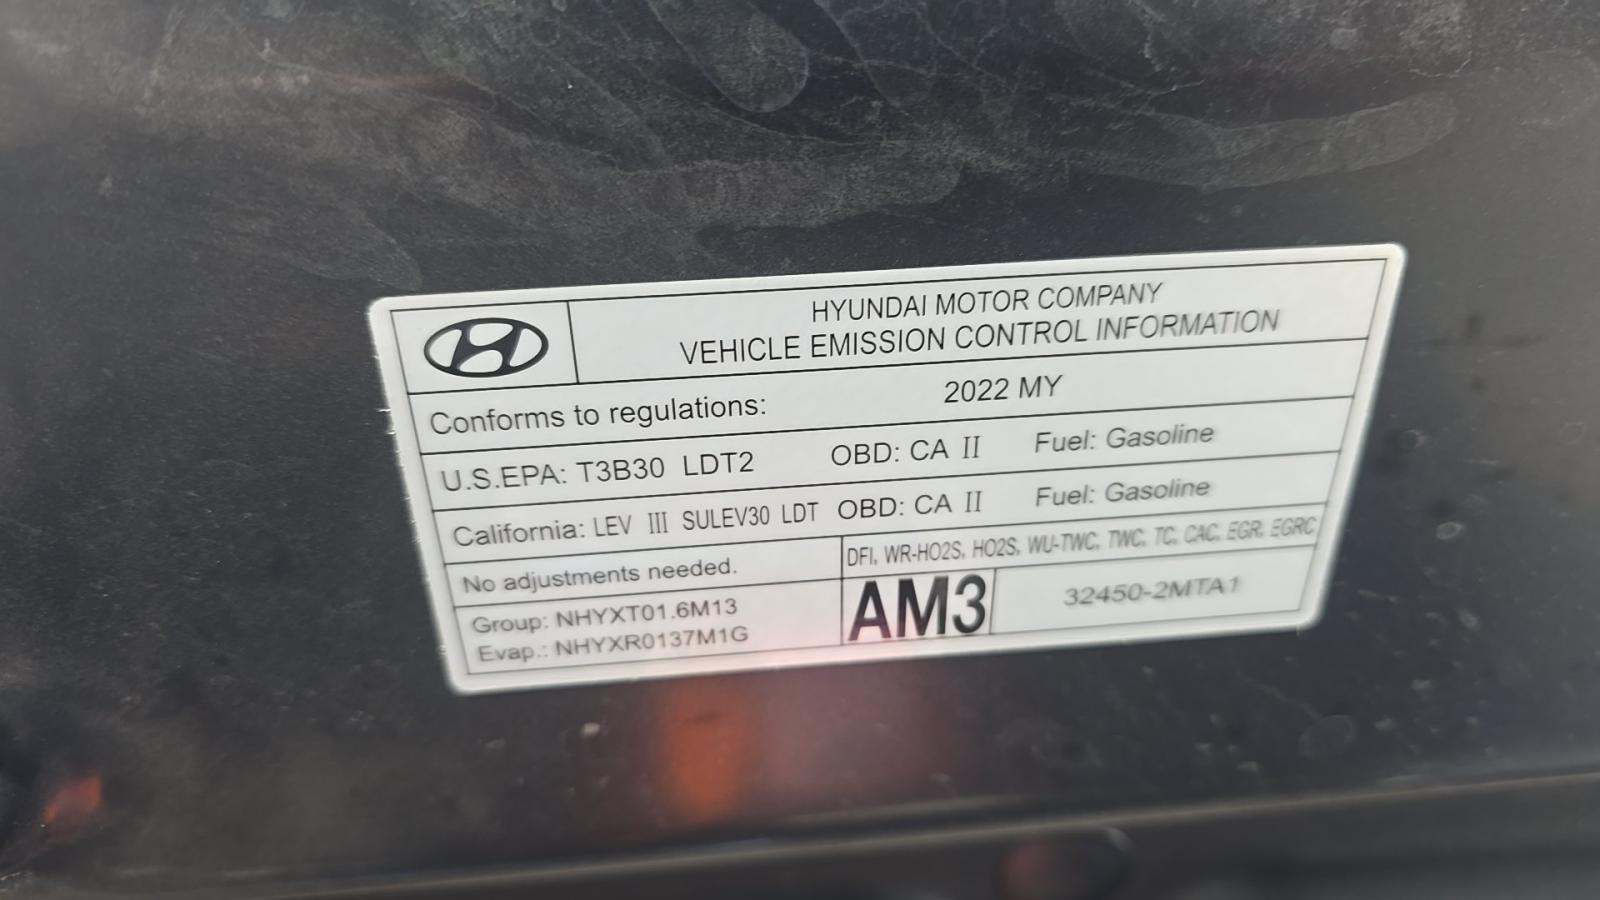 HYUNDAI MOTOR COMPANY
VEHICLE EMISSION CONTROL INFORMATION
Conforms to regulations: 2022 MY
U.S.EPA: T3B30 LDT2 OBD: CA II Fuel: Gasoline
California: LEV III SULEV30 LDT OBD: CA II Fuel: Gasoline
No adjustments needed.
DFI, WR-HO2S, HO2S, WU-TWC, TWC, TC, CAC, EGR, EGRC
Group: NHYXT01.6M13
Evap.: NHYXR0137M1G
AM3
32450-2MTA1